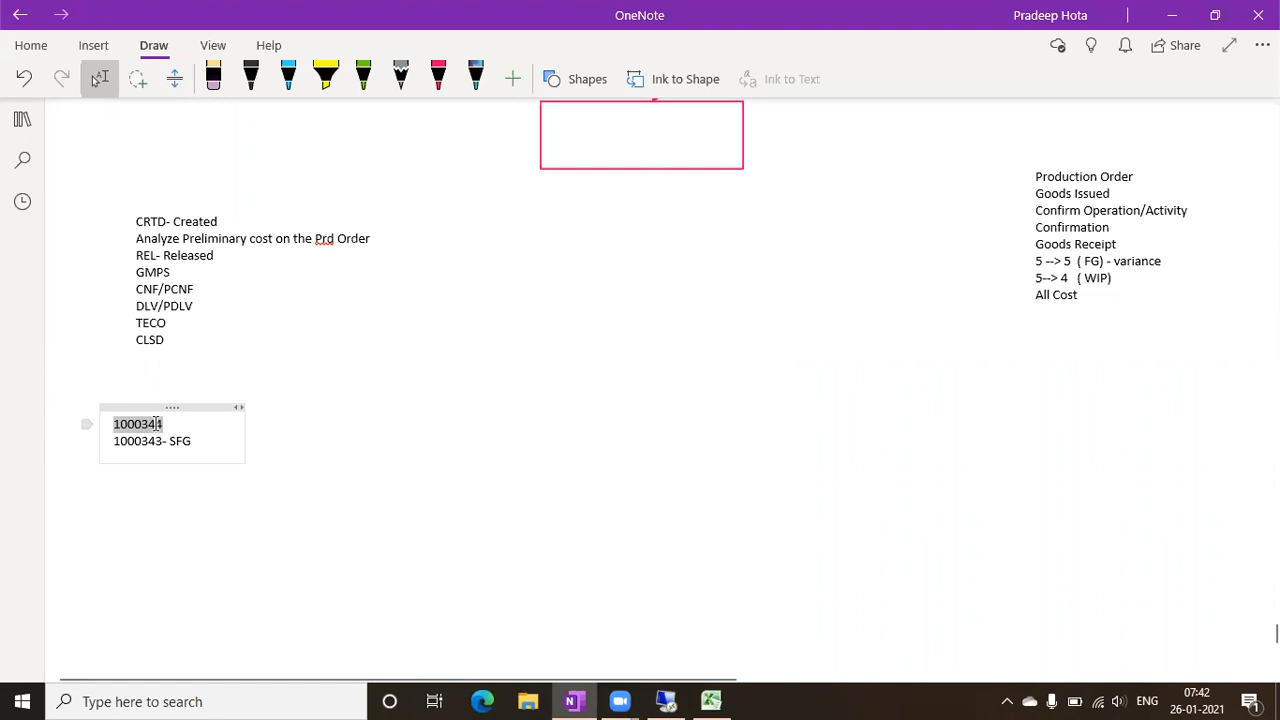 OneNote
Pradeep Hota
Home
Insert
Draw
View
Help
Share
Shapes
Ink to Shape
Ink to Text
CRTD- Created
Analyze Preliminary cost on the Prd Order
REL- Released
GMPS
CNF/PCNF
DLV/PDLV
TECO
CLSD
Production Order
Goods Issued
Confirm Operation/Activity
Confirmation
Goods Receipt
5 --> 5 ( FG) - variance
5--> 4 ( WIP)
All Cost
1000344
1000343- SFG
Type here to search
ENG
07:42
26-01-2021